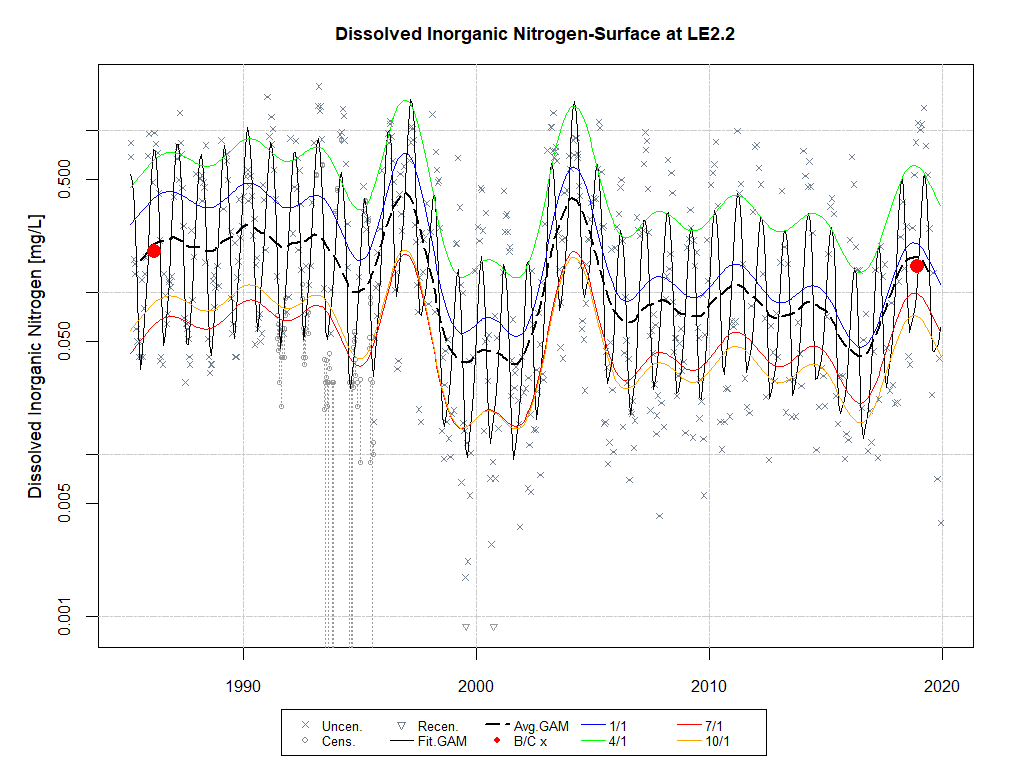 Dissolved Inorganic Nitrogen-Surface at LE2.2
Dissolved Inorganic Nitrogen [mg/L]
0.500
0.050
0.005
0.001
1990 2000 2010 2020
Uncen. Recen. Avg.GAM 1/1 7/1
Cens. Fit.GAM B/C x 4/1 10/1